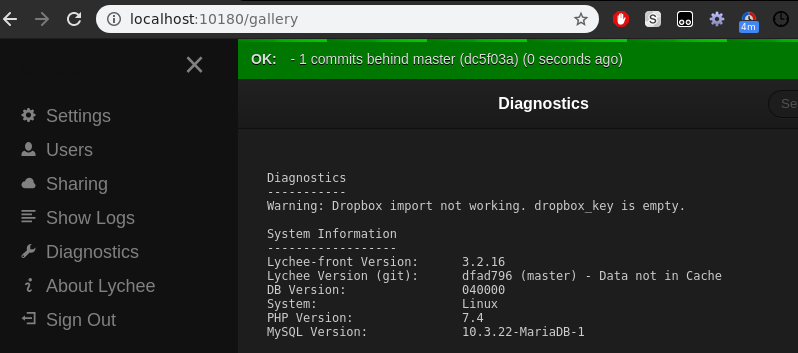 localhost:10180/gallery
S
4m
OK: - 1 commits behind master (dc5f03a) (0 seconds ago)
Diagnostics
Se
Settings
Users
Sharing
Show Logs
Diagnostics
About Lychee
Sign Out
Diagnostics
-----------
Warning: Dropbox import not working. dropbox_key is empty.
System Information
------------------
Lychee-front Version: 3.2.16
Lychee Version (git): dfad796 (master) - Data not in Cache
DB Version: 040000
System: Linux
PHP Version: 7.4
MySQL Version: 10.3.22-MariaDB-1